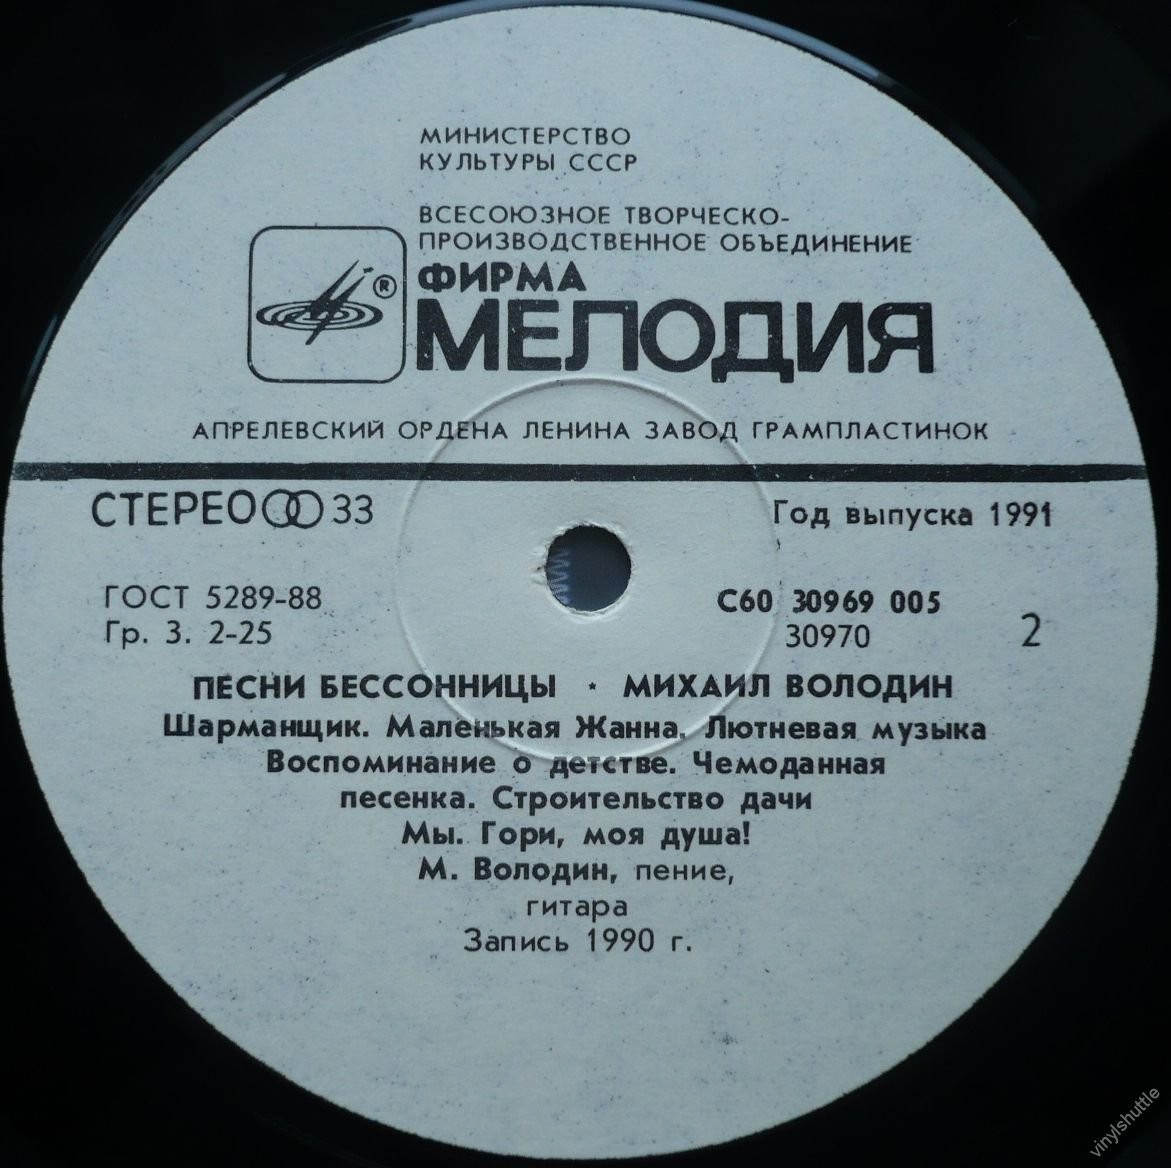 МИНИСТЕРСТВО
КУЛЬТУРЫ СССР
ВСЕСОЮЗНОЕ ТВОРЧЕСКО-
ПРОИЗВОДСТВЕННОЕ ОБЪЕДИНЕНИЕ
ФИРМА
®
МЕЛОДИЯ
АПРЕЛЕВСКИЙ ОРДЕНА ЛЕНИНА ЗАВОД ГРАМПЛАСТИНОК
СТЕРЕО 33
Год выпуска 1991
ГОСТ 5289-88
Гр. 3. 2-25
С60 30969 005
30970
2
ПЕСНИ БЕССОННИЦЫ · МИХАИЛ ВОЛОДИН
Шарманщик. Маленькая Жанна. Лютневая музыка
Воспоминание о детстве. Чемоданная
песенка. Строительство дачи
Мы. Гори, моя душа!
М. Володин, пение,
гитара
Запись 1990 г.
vinylshuttle